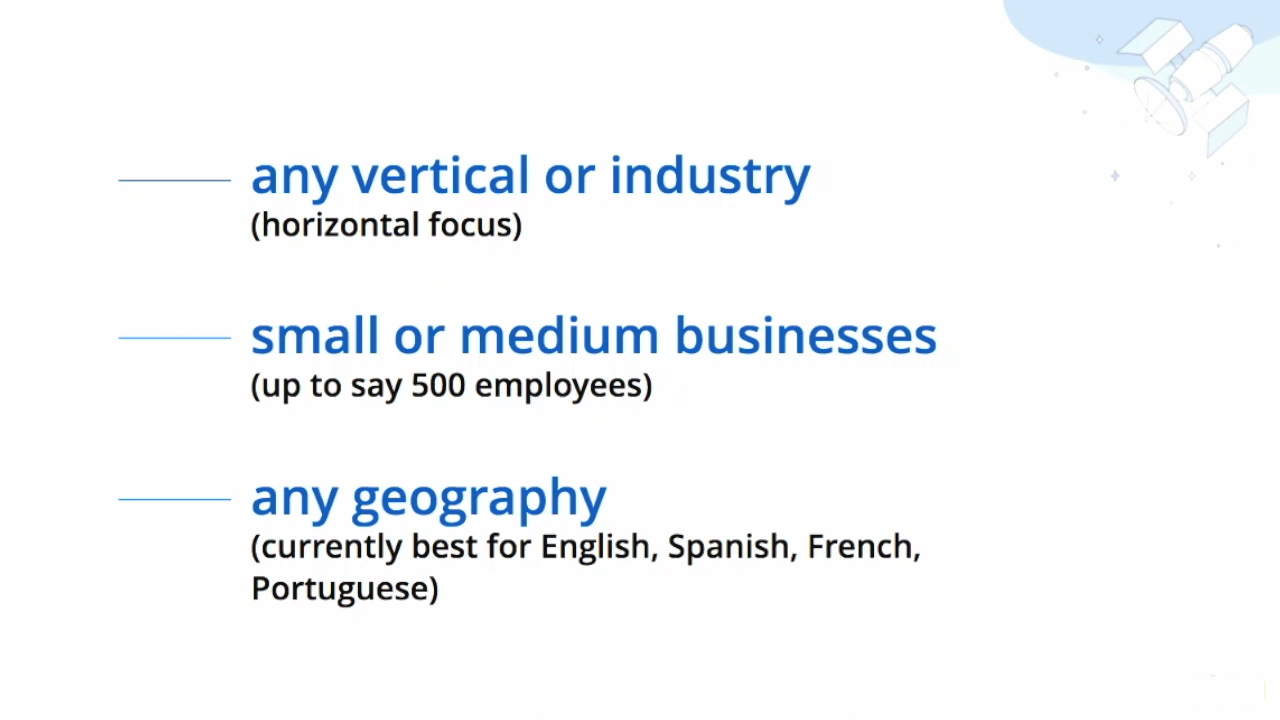 any vertical or industry
(horizontal focus)
small or medium businesses
(up to say 500 employees)
any geography
(currently best for English, Spanish, French,
Portuguese)